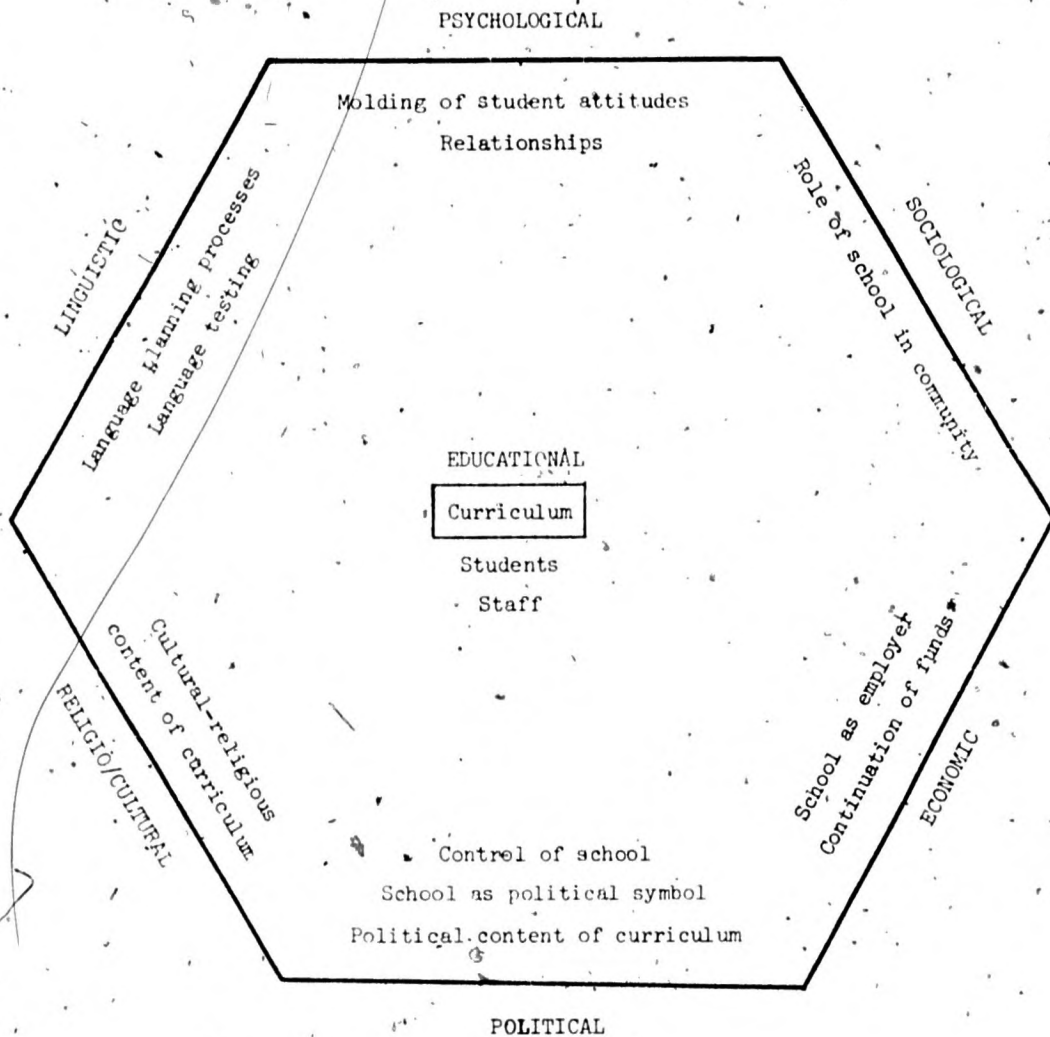 PSYCHOLOGICAL
Molding of student attitudes
Relationships
LINGUISTIC
Language planning processes
Language testing
SOCIOLOGICAL
Role of school in community
EDUCATIONAL
Curriculum
Students
Staff
RELIGIO/CULTURAL
Cultural-religious
content of curriculum
School as employer
Continuation of funds
ECONOMIC
Control of school
School as political symbol
Political content of curriculum
POLITICAL